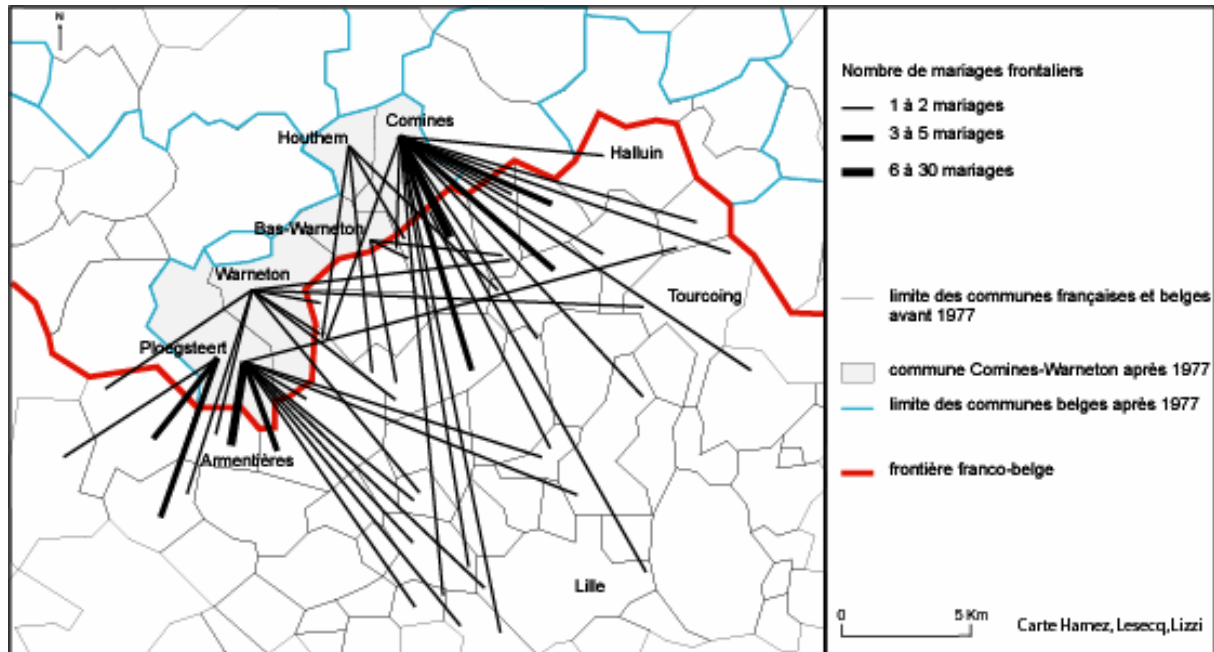 N
Comines
Houthem
Halluin
Bas-Warneton
Warneton
Tourcoing
Ploegsteert
Armentières
Lille
Nombre de mariages frontaliers
1 à 2 mariages
3 à 5 mariages
6 à 30 mariages
limite des communes françaises et belges
avant 1977
commune Comines-Warneton après 1977
limite des communes belges après 1977
frontière franco-belge
0 5 Km
Carte Hamez, Lesecq,Lizzi